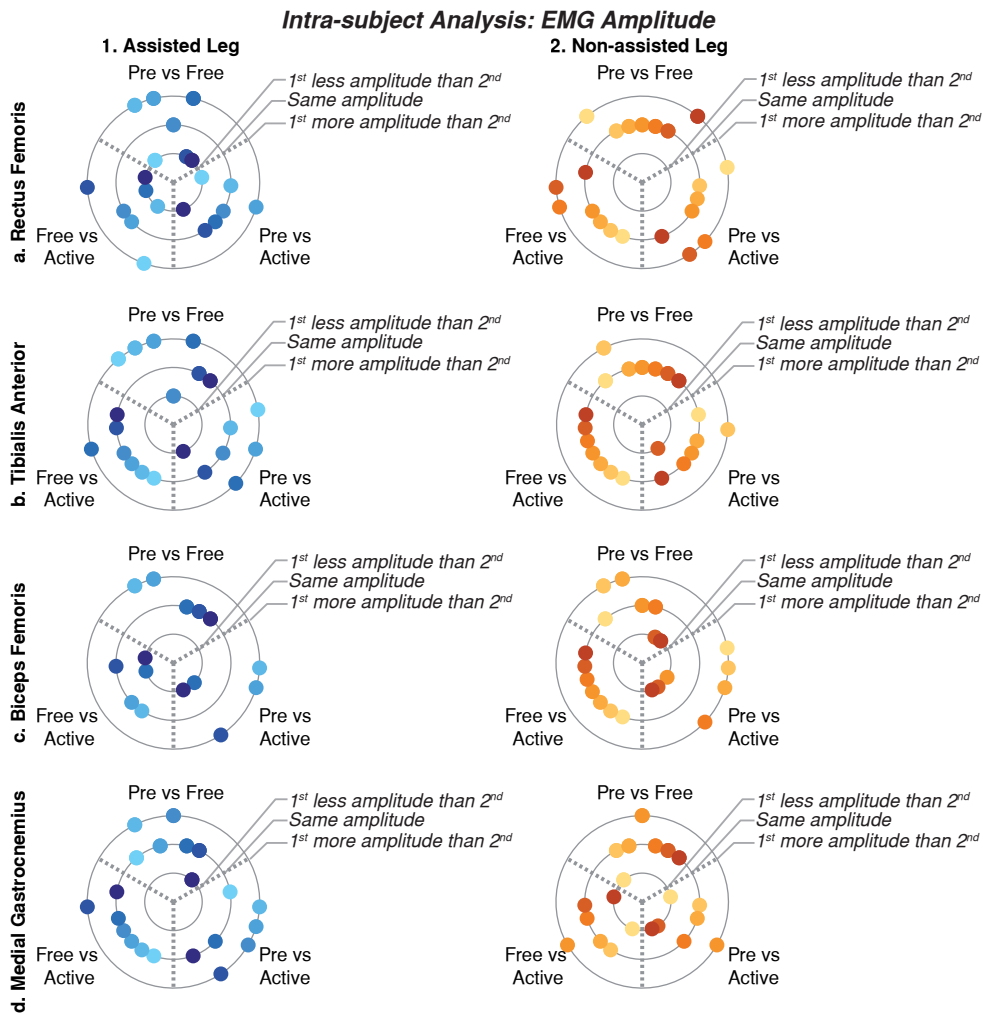 Intra-subject Analysis: EMG Amplitude
1. Assisted Leg
2. Non-assisted Leg
a. Rectus Femoris
Pre vs Free
1st less amplitude than 2nd
Same amplitude
1st more amplitude than 2nd
Free vs
Active
Pre vs
Active
Pre vs Free
1st less amplitude than 2nd
Same amplitude
1st more amplitude than 2nd
Free vs
Active
Pre vs
Active
b. Tibialis Anterior
Pre vs Free
1st less amplitude than 2nd
Same amplitude
1st more amplitude than 2nd
Free vs
Active
Pre vs
Active
Pre vs Free
1st less amplitude than 2nd
Same amplitude
1st more amplitude than 2nd
Free vs
Active
Pre vs
Active
c. Biceps Femoris
Pre vs Free
1st less amplitude than 2nd
Same amplitude
1st more amplitude than 2nd
Free vs
Active
Pre vs
Active
Pre vs Free
1st less amplitude than 2nd
Same amplitude
1st more amplitude than 2nd
Free vs
Active
Pre vs
Active
d. Medial Gastrocnemius
Pre vs Free
1st less amplitude than 2nd
Same amplitude
1st more amplitude than 2nd
Free vs
Active
Pre vs
Active
Pre vs Free
1st less amplitude than 2nd
Same amplitude
1st more amplitude than 2nd
Free vs
Active
Pre vs
Active